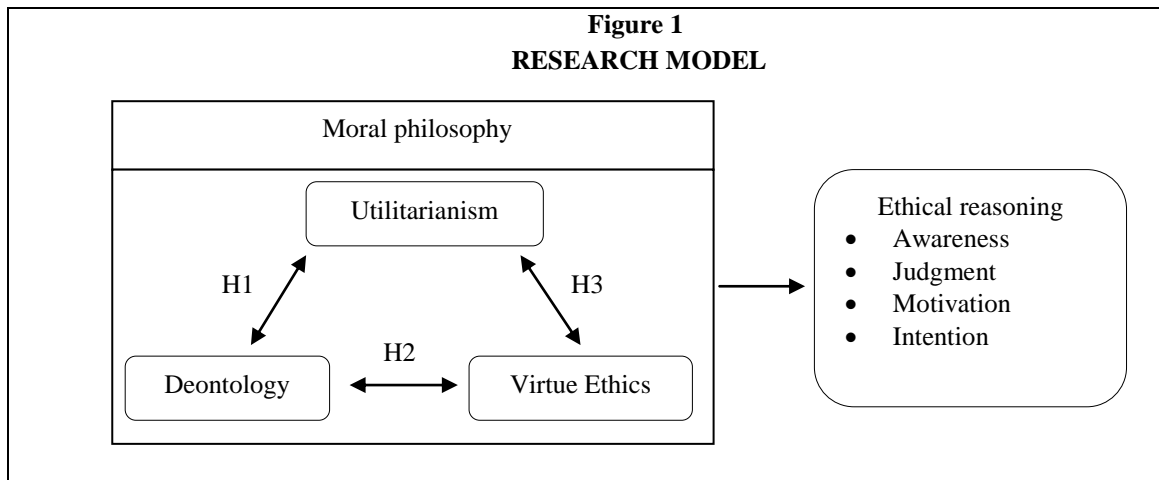 Figure 1
RESEARCH MODEL
Moral philosophy
Utilitarianism
H1
H3
H2
Deontology
Virtue Ethics
Ethical reasoning
• Awareness
• Judgment
• Motivation
• Intention